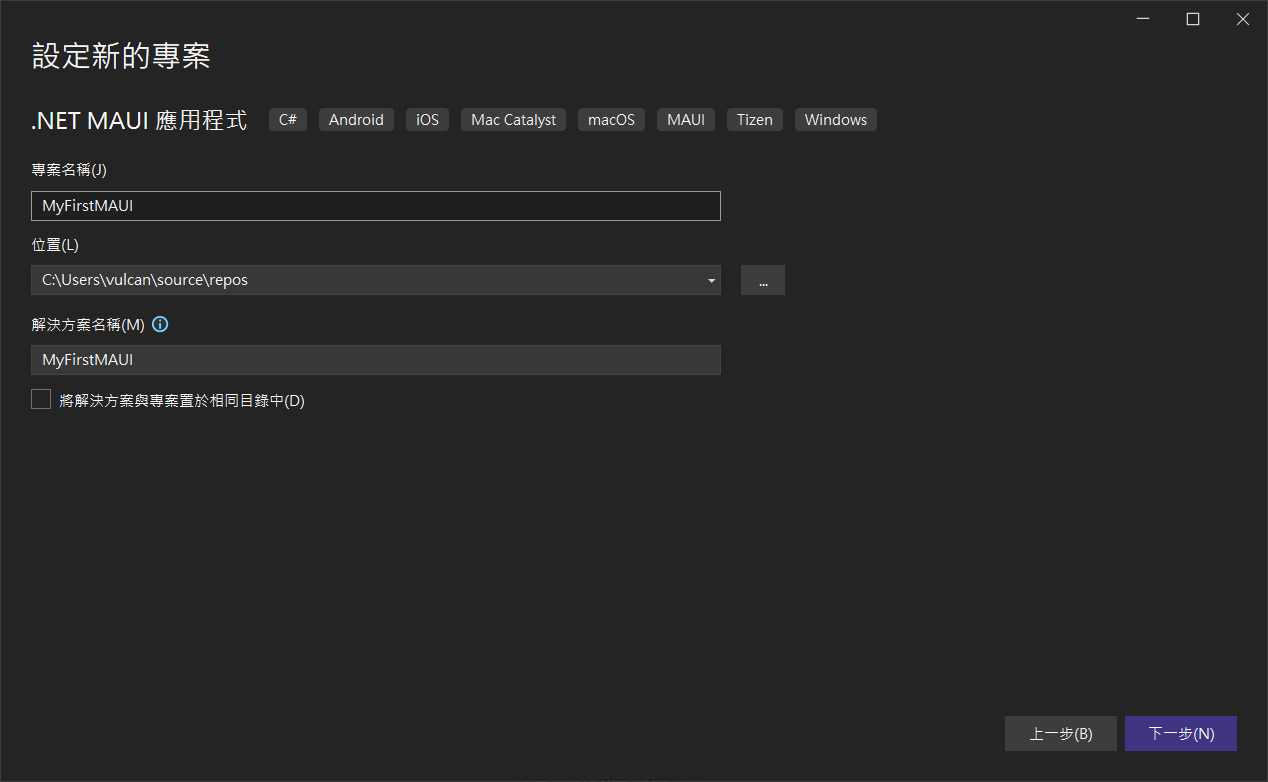 設定新的專案
.NET MAUI 應用程式 C# Android iOS Mac Catalyst macOS MAUI Tizen Windows
專案名稱(J)
MyFirstMAUI
位置(L)
C:\Users\vulcan\source\repos
...
解決方案名稱(M)
MyFirstMAUI
將解決方案與專案置於相同目錄中(D)
上一步(B) 下一步(N)